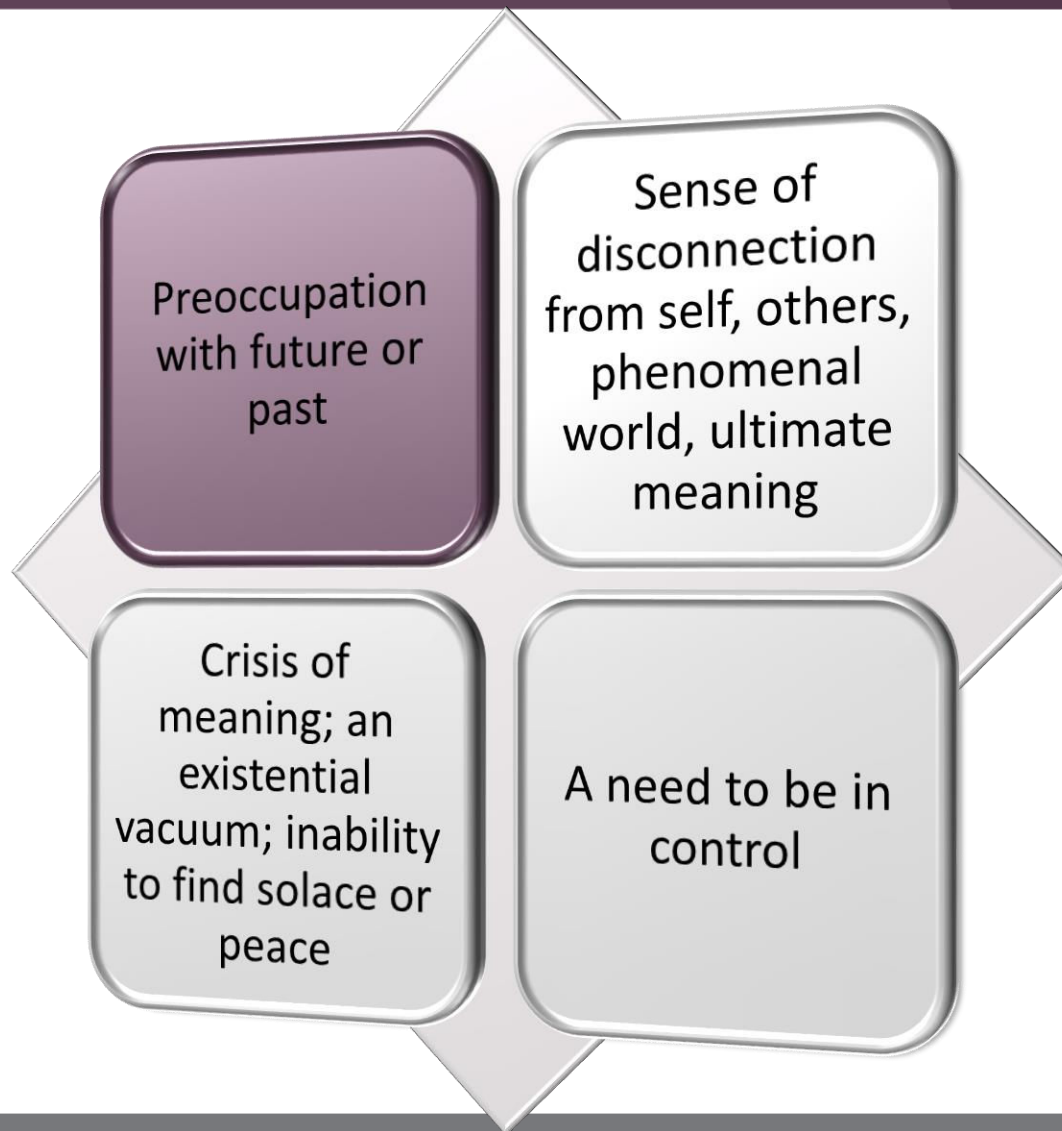 Preoccupation
with future or
past
Sense of
disconnection
from self, others,
phenomenal
world, ultimate
meaning
Crisis of
meaning; an
existential
vacuum; inability
to find solace or
peace
A need to be in
control